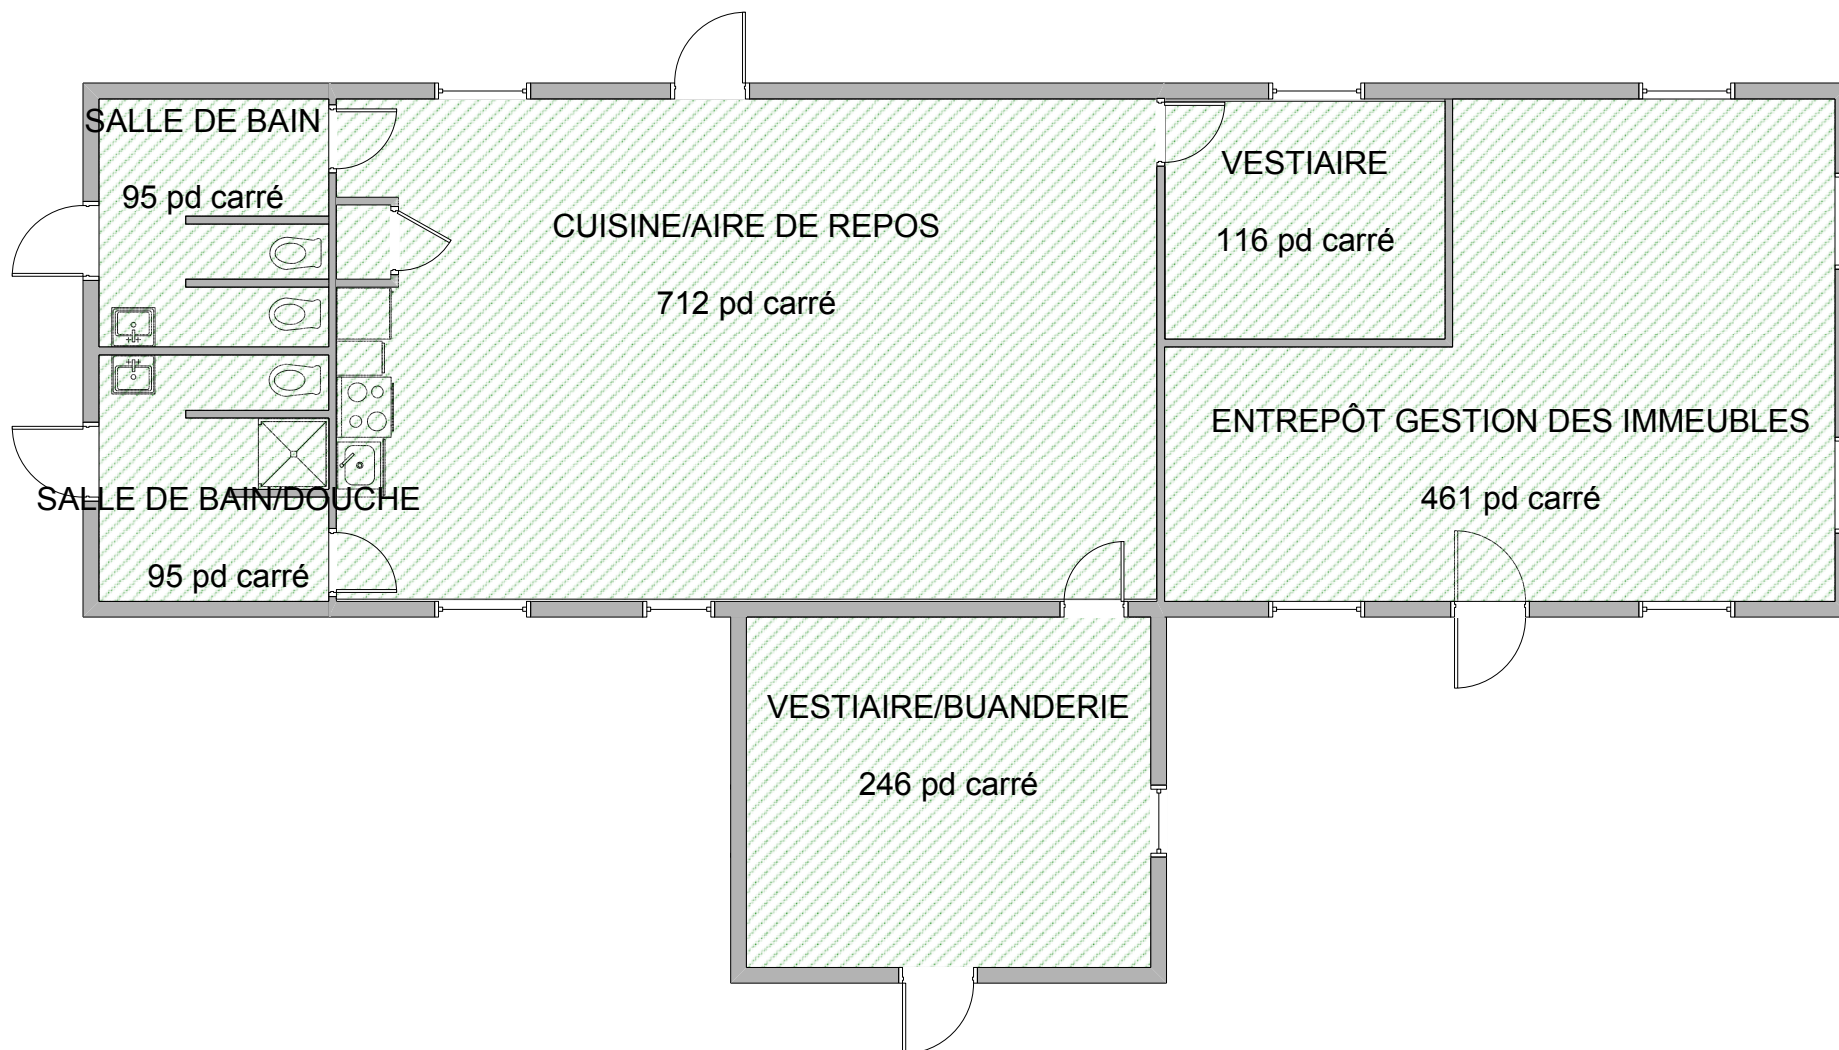 SALLE DE BAIN
95 pd carré
CUISINE/AIRE DE REPOS
712 pd carré
VESTIAIRE
116 pd carré
ENTREPÔT GESTION DES IMMEUBLES
461 pd carré
SALLE DE BAIN/DOUCHE
95 pd carré
VESTIAIRE/BUANDERIE
246 pd carré